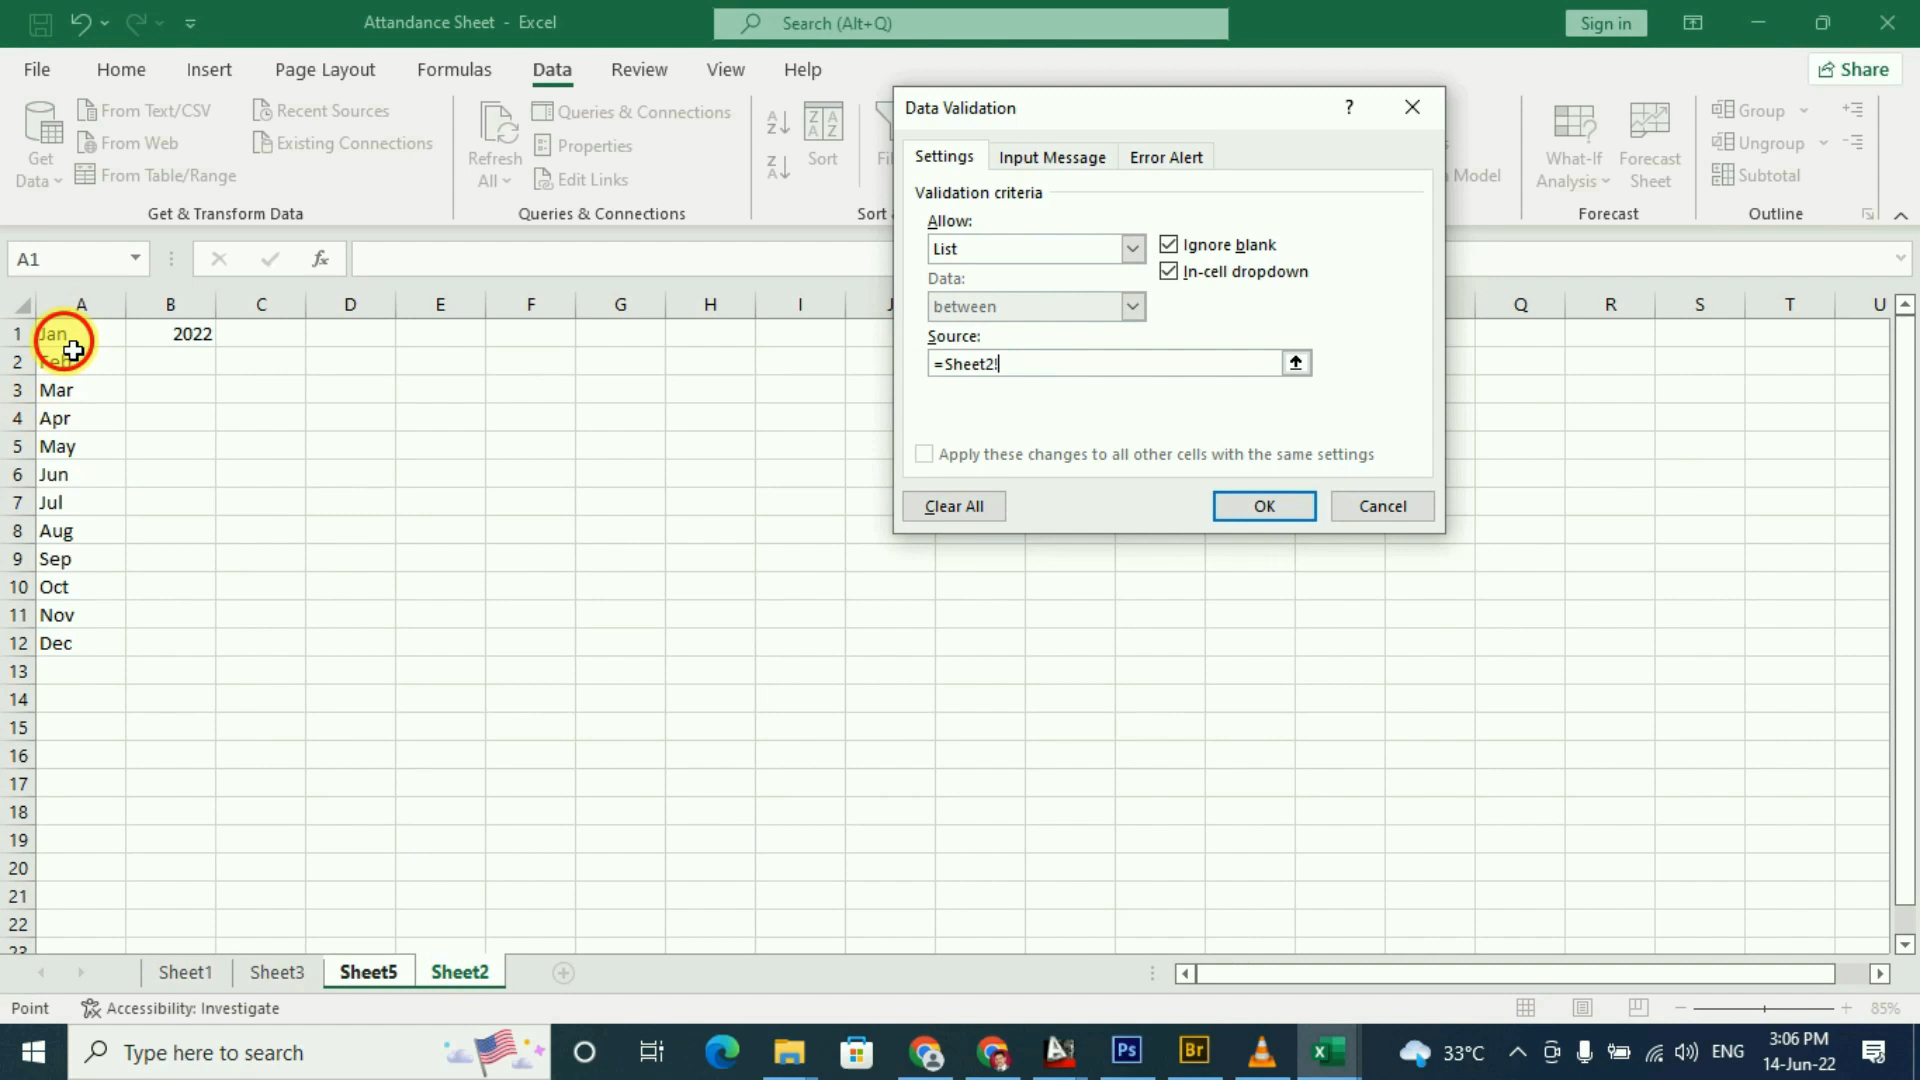 Attandance Sheet - Excel
Search (Alt+Q)
Sign in
File Home Insert Page Layout Formulas Data Review View Help
Share
Get Data
From Text/CSV
From Web
From Table/Range
Recent Sources
Existing Connections
Get & Transform Data
Refresh All
Queries & Connections
Properties
Edit Links
Queries & Connections
Sort
Sort
Model
What-If Analysis
Forecast Sheet
Forecast
Group
Ungroup
Subtotal
Outline
Data Validation
Settings Input Message Error Alert
Validation criteria
Allow:
List
Ignore blank
In-cell dropdown
Data:
between
Source:
=Sheet2!
Apply these changes to all other cells with the same settings
Clear All OK Cancel
A1
fx
A B C D E F G H I J Q R S T U
1 Jan 2022
2 Feb
3 Mar
4 Apr
5 May
6 Jun
7 Jul
8 Aug
9 Sep
10 Oct
11 Nov
12 Dec
13
14
15
16
17
18
19
20
21
22
23
Sheet1 Sheet3 Sheet5 Sheet2
Point
Accessibility: Investigate
85%
Type here to search
Ps
Br
33°C
ENG
3:06 PM
14-Jun-22